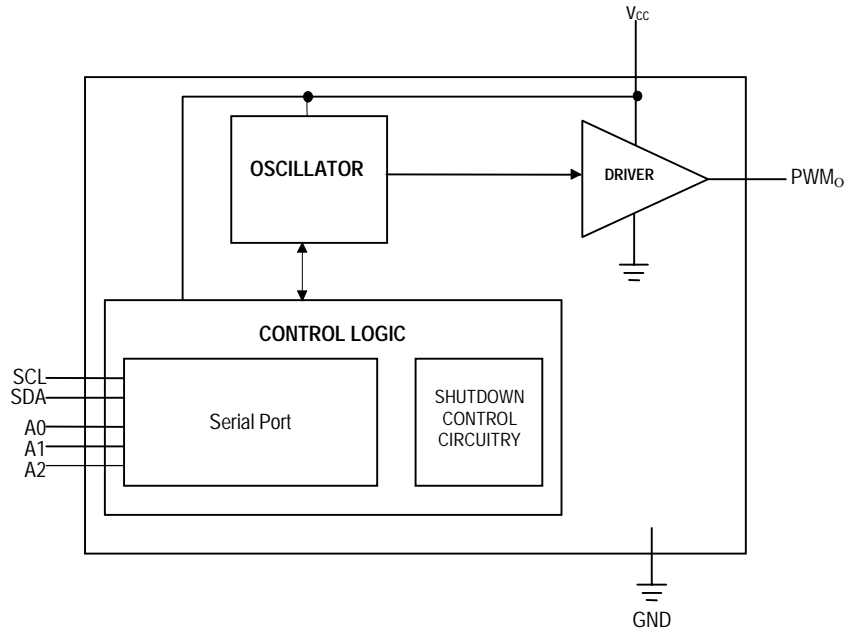 VCC
OSCILLATOR
DRIVER
PWMO
CONTROL LOGIC
SCL
SDA
A0
A1
A2
Serial Port
SHUTDOWN
CONTROL
CIRCUITRY
GND